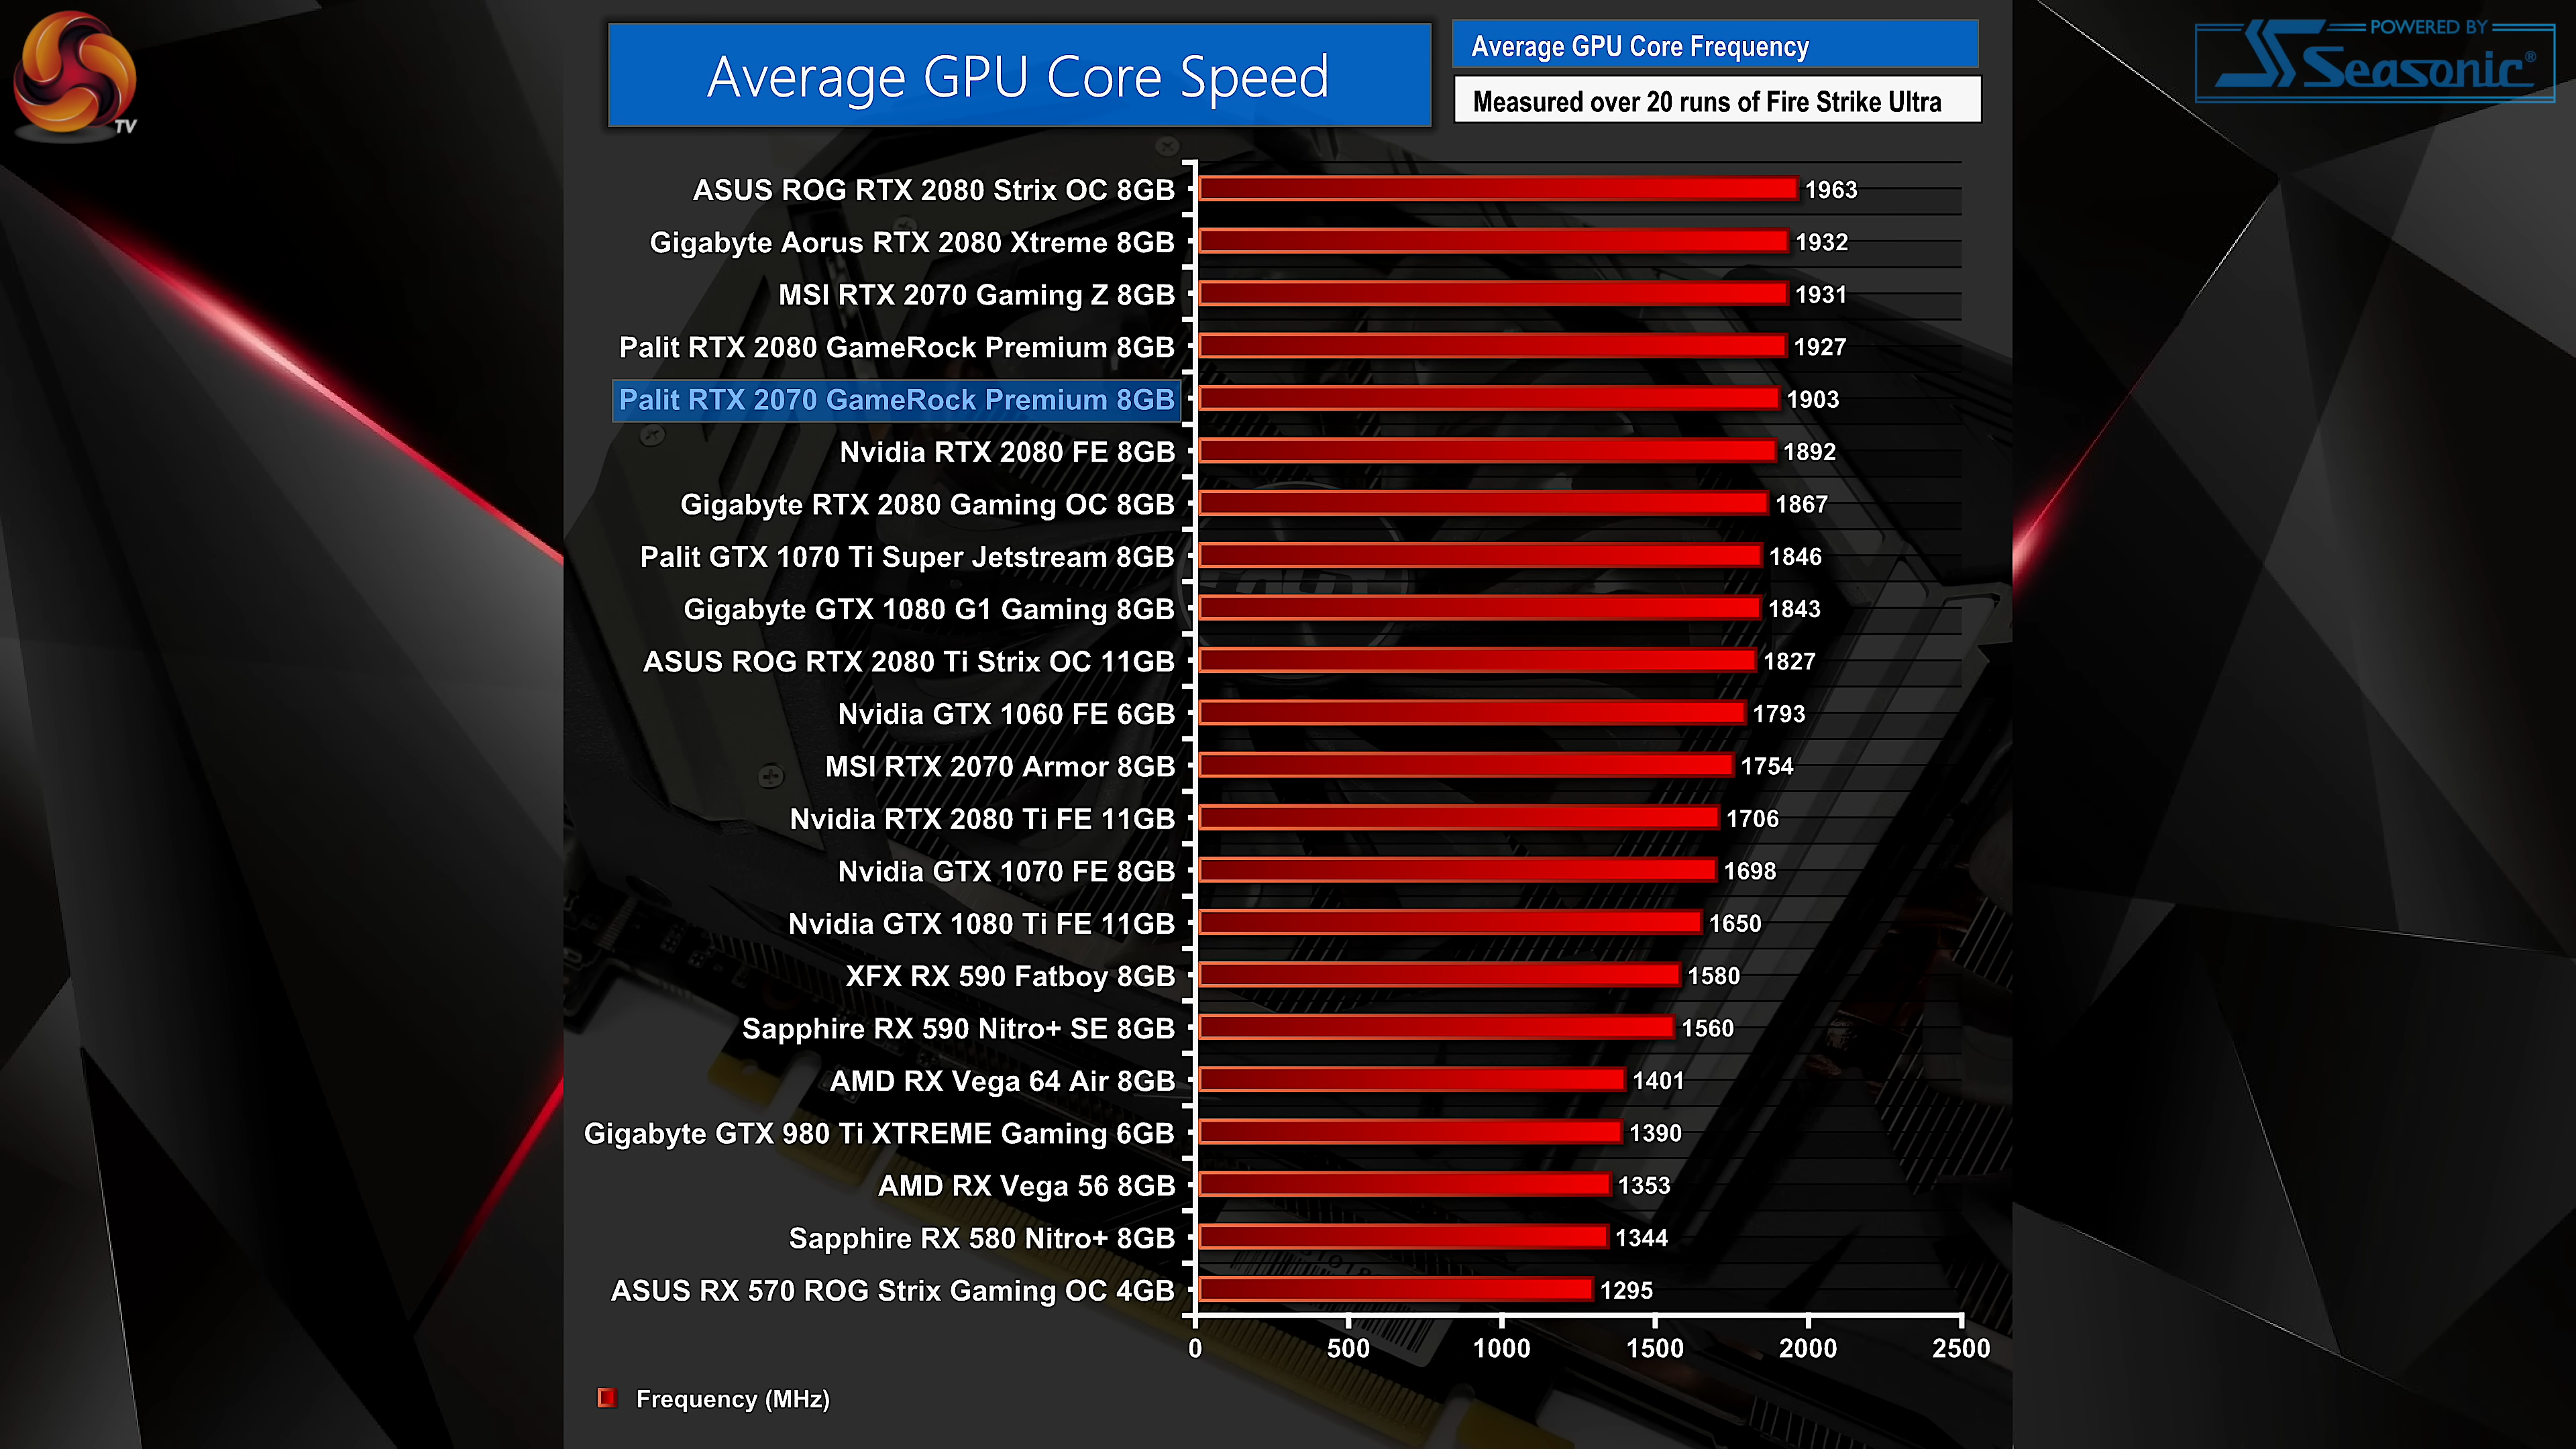 TV
Average GPU Core Speed
Average GPU Core Frequency
Measured over 20 runs of Fire Strike Ultra
POWERED BY
Seasonic®
ASUS ROG RTX 2080 Strix OC 8GB 1963
Gigabyte Aorus RTX 2080 Xtreme 8GB 1932
MSI RTX 2070 Gaming Z 8GB 1931
Palit RTX 2080 GameRock Premium 8GB 1927
Palit RTX 2070 GameRock Premium 8GB 1903
Nvidia RTX 2080 FE 8GB 1892
Gigabyte RTX 2080 Gaming OC 8GB 1867
Palit GTX 1070 Ti Super Jetstream 8GB 1846
Gigabyte GTX 1080 G1 Gaming 8GB 1843
ASUS ROG RTX 2080 Ti Strix OC 11GB 1827
Nvidia GTX 1060 FE 6GB 1793
MSI RTX 2070 Armor 8GB 1754
Nvidia RTX 2080 Ti FE 11GB 1706
Nvidia GTX 1070 FE 8GB 1698
Nvidia GTX 1080 Ti FE 11GB 1650
XFX RX 590 Fatboy 8GB 1580
Sapphire RX 590 Nitro+ SE 8GB 1560
AMD RX Vega 64 Air 8GB 1401
Gigabyte GTX 980 Ti XTREME Gaming 6GB 1390
AMD RX Vega 56 8GB 1353
Sapphire RX 580 Nitro+ 8GB 1344
ASUS RX 570 ROG Strix Gaming OC 4GB 1295
0 500 1000 1500 2000 2500
Frequency (MHz)